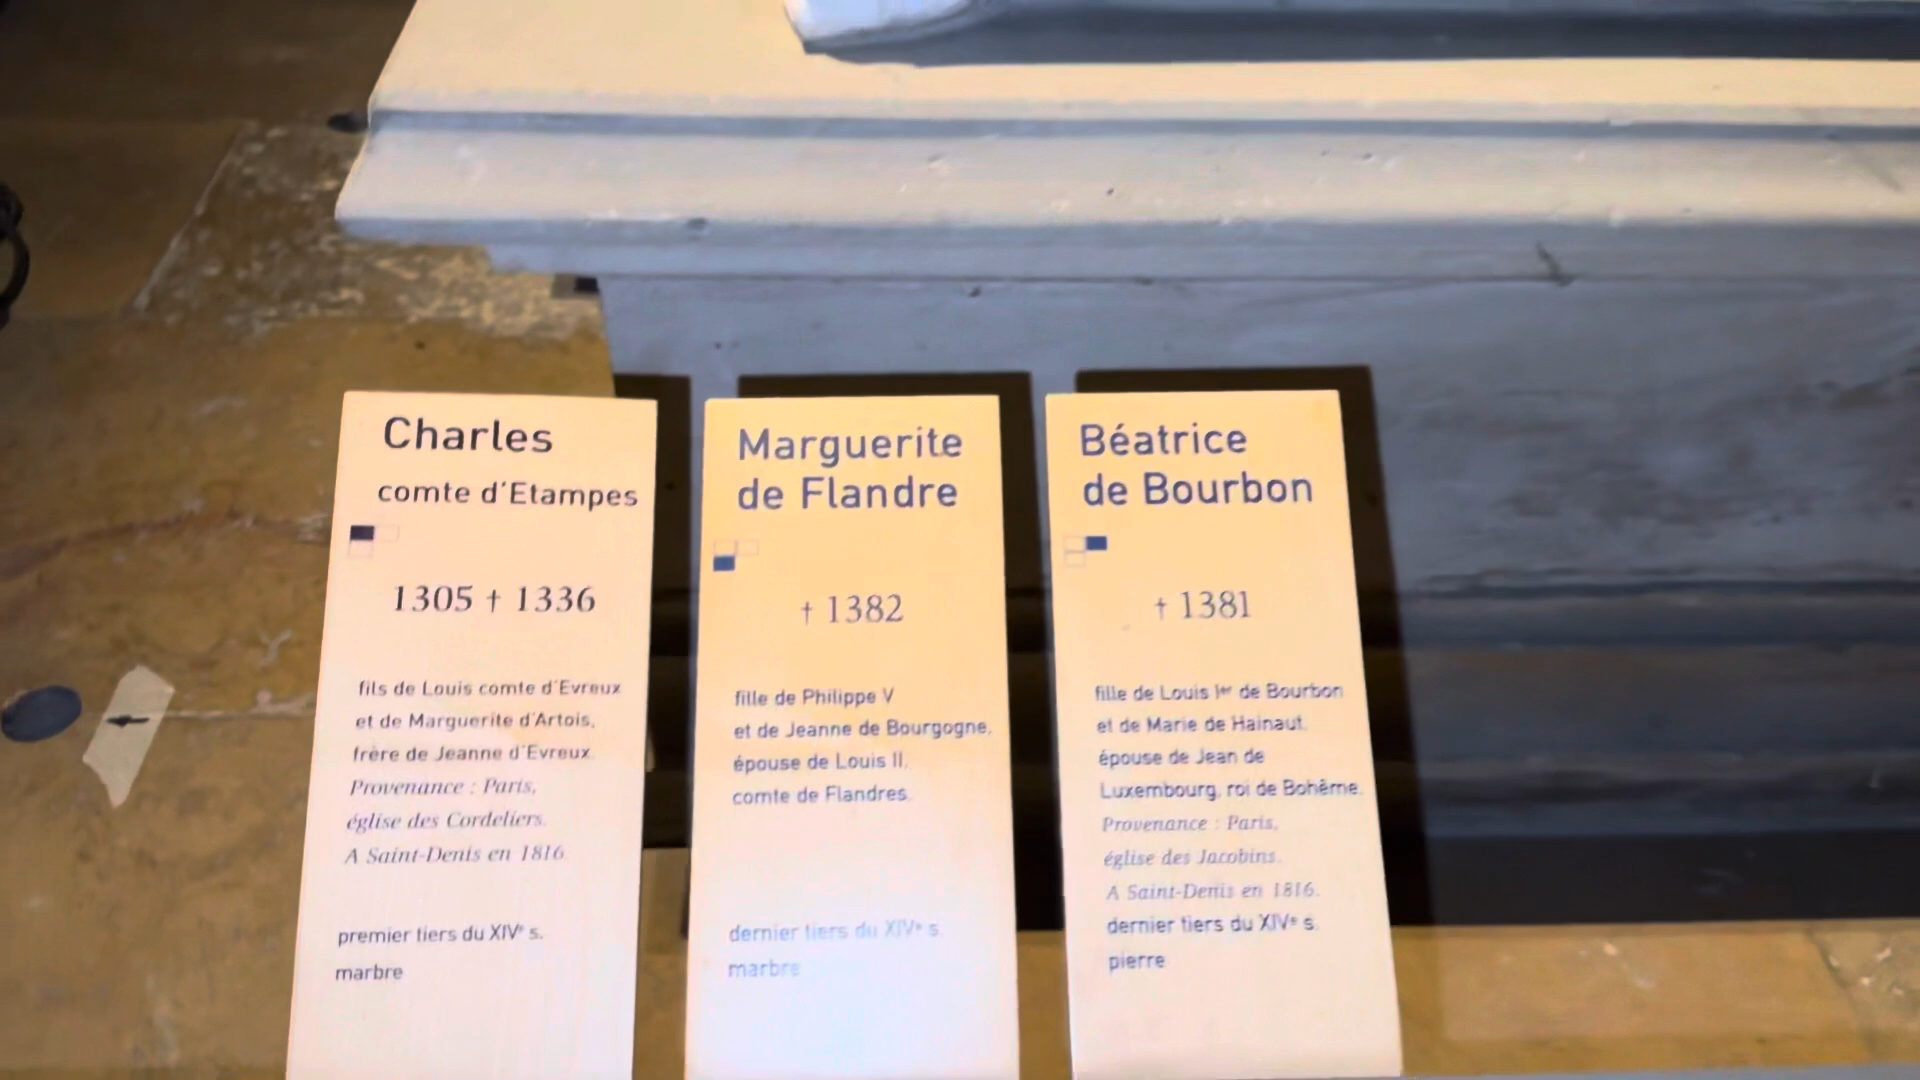 Charles
comte d'Etampes
1305 † 1336
fils de Louis comte d'Evreux
et de Marguerite d'Artois,
frère de Jeanne d'Evreux.
Provenance : Paris,
église des Cordeliers.
A Saint-Denis en 1816.
premier tiers du XIVᵉ s.
marbre
Marguerite
de Flandre
† 1382
fille de Philippe V
et de Jeanne de Bourgogne,
épouse de Louis II,
comte de Flandres.
dernier tiers du XIVᵉ s.
marbre
Béatrice
de Bourbon
† 1381
fille de Louis Iᵉʳ de Bourbon
et de Marie de Hainaut,
épouse de Jean de
Luxembourg, roi de Bohême.
Provenance : Paris,
église des Jacobins.
A Saint-Denis en 1816.
dernier tiers du XIVᵉ s.
pierre